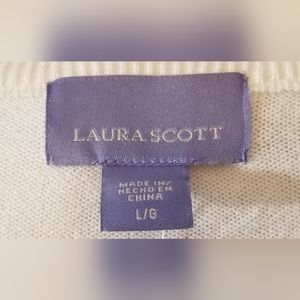 LAURA SCOTT
MADE IN/
HECHO EN
CHINA
L/G